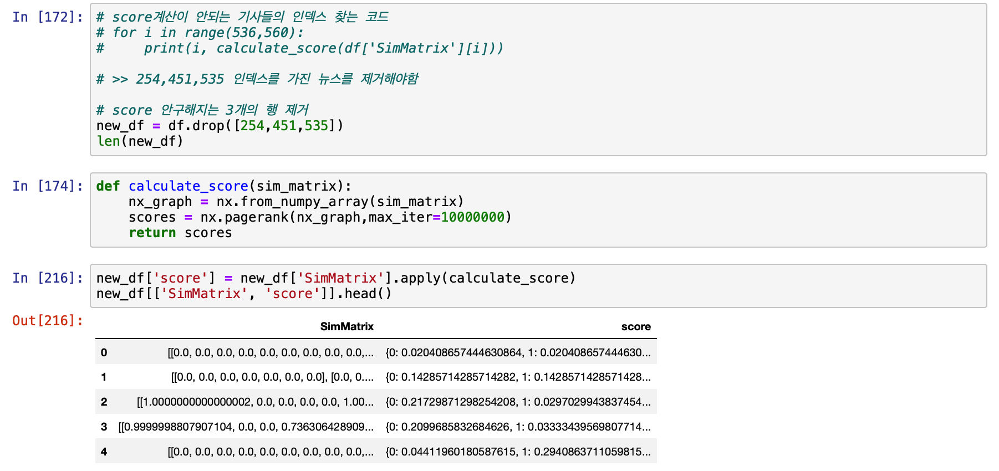 In [172]: # score계산이 안되는 기사들의 인덱스 찾는 코드
# for i in range(536,560):
#     print(i, calculate_score(df['SimMatrix'][i]))
# >> 254,451,535 인덱스를 가진 뉴스를 제거해야함
# score 안구해지는 3개의 행 제거
new_df = df.drop([254,451,535])
len(new_df)
In [174]: def calculate_score(sim_matrix):
    nx_graph = nx.from_numpy_array(sim_matrix)
    scores = nx.pagerank(nx_graph,max_iter=10000000)
    return scores
In [216]: new_df['score'] = new_df['SimMatrix'].apply(calculate_score)
new_df[['SimMatrix', 'score']].head()
Out[216]:
SimMatrix score
0 [[0.0, 0.0, 0.0, 0.0, 0.0, 0.0, 0.0, 0.0, 0.0,... {0: 0.020408657444630864, 1: 0.020408657444630...
1 [[0.0, 0.0, 0.0, 0.0, 0.0, 0.0, 0.0], [0.0, 0.... {0: 0.14285714285714282, 1: 0.1428571428571428...
2 [[1.0000000000000002, 0.0, 0.0, 0.0, 0.0, 1.00... {0: 0.21729871298254208, 1: 0.0297029943837454...
3 [[0.9999998807907104, 0.0, 0.0, 0.736306428909... {0: 0.2099685832684626, 1: 0.03333439569807714...
4 [[0.0, 0.0, 0.0, 0.0, 0.0, 0.0, 0.0, 0.0, 0.0,... {0: 0.04411960180587615, 1: 0.2940863711059815...